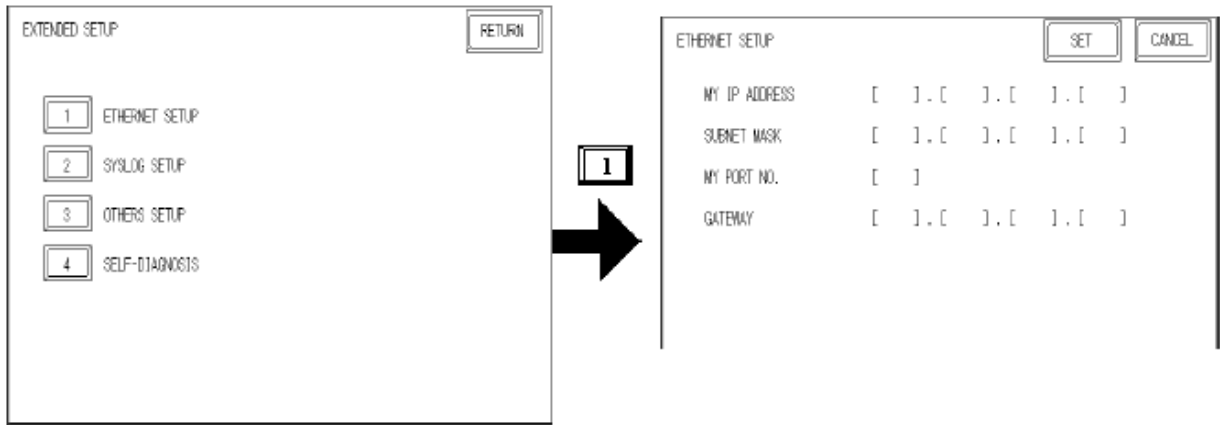 EXTENDED SETUP RETURN
1 ETHERNET SETUP
2 SYSLOG SETUP
3 OTHERS SETUP
4 SELF-DIAGNOSIS
1
ETHERNET SETUP SET CANCEL
MY IP ADDRESS [ ].[ ].[ ].[ ]
SUBNET MASK [ ].[ ].[ ].[ ]
MY PORT NO. [ ]
GATEWAY [ ].[ ].[ ].[ ]